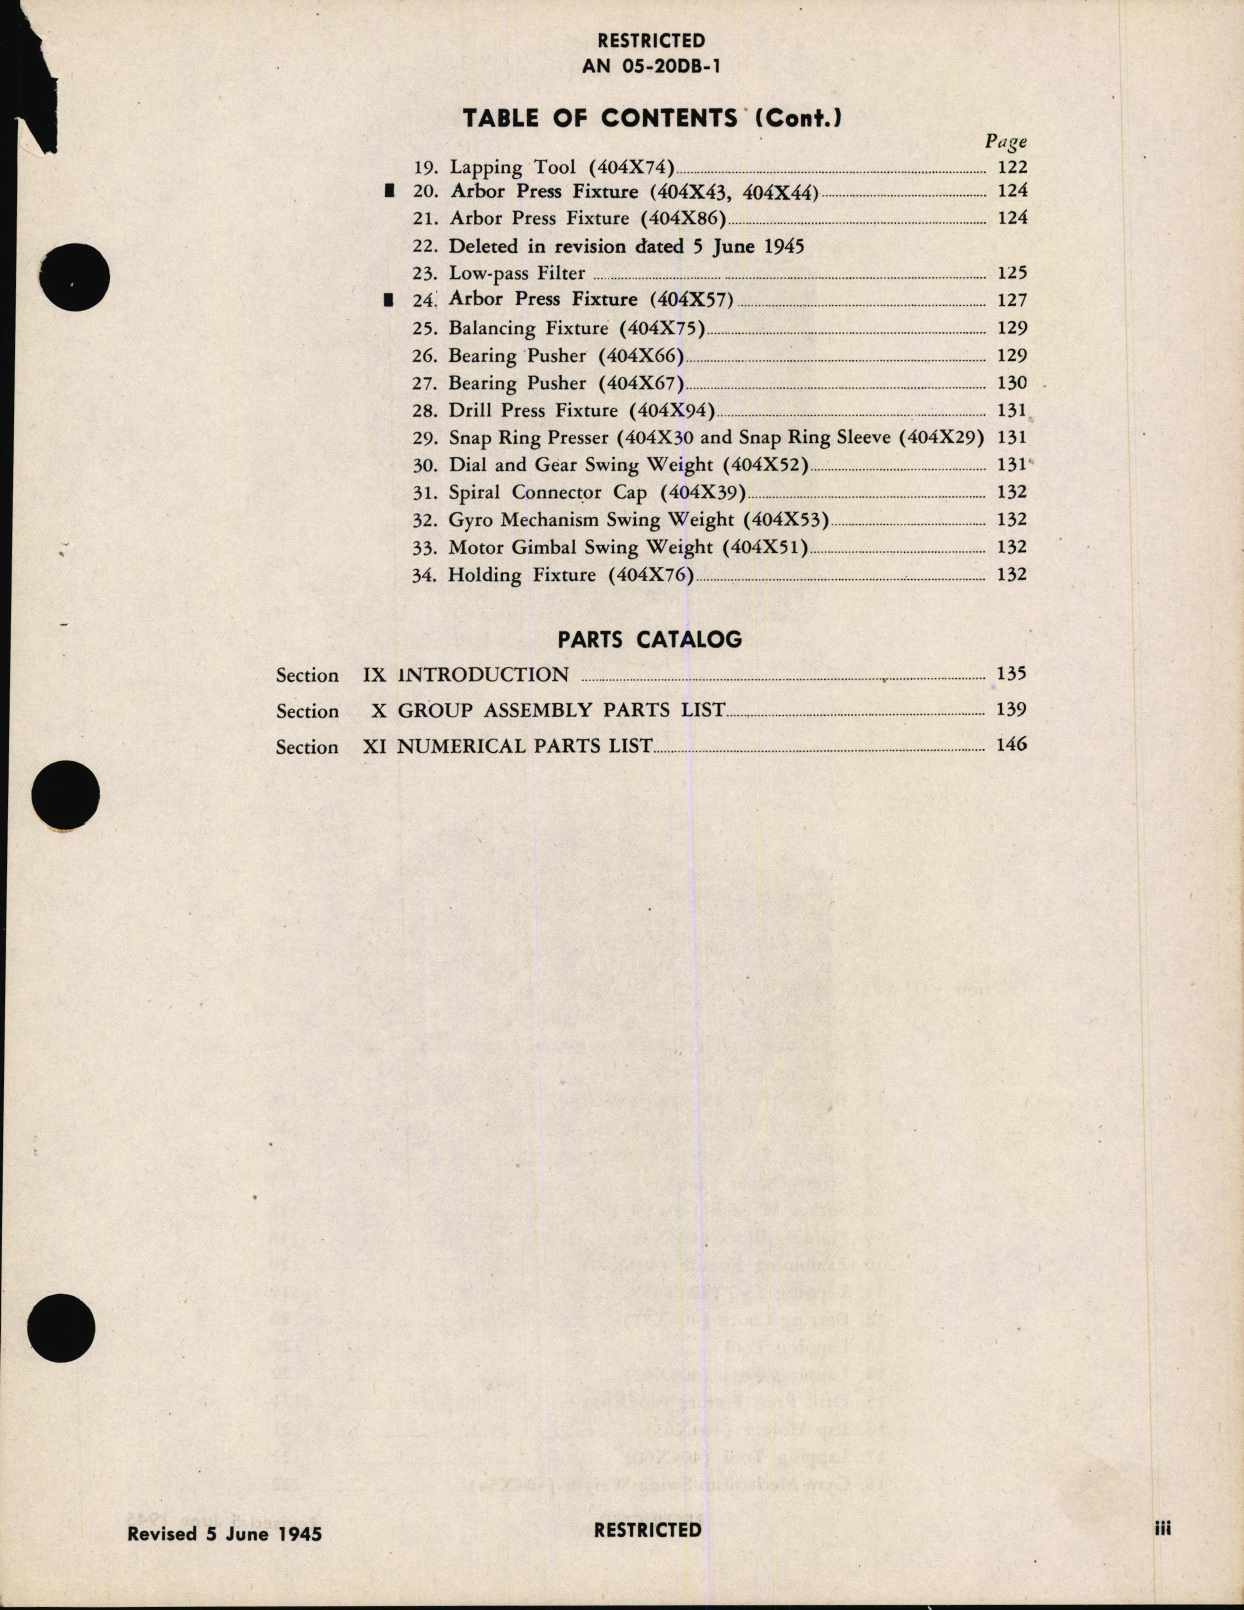 RESTRICTED
AN 05-20DB-1
TABLE OF CONTENTS (Cont.)
Page
19. Lapping Tool (404X74) 122
20. Arbor Press Fixture (404X43, 404X44) 124
21. Arbor Press Fixture (404X86) 124
22. Deleted in revision dated 5 June 1945
23. Low-pass Filter 125
24. Arbor Press Fixture (404X57) 127
25. Balancing Fixture (404X75) 129
26. Bearing Pusher (404X66) 129
27. Bearing Pusher (404X67) 130
28. Drill Press Fixture (404X94) 131
29. Snap Ring Presser (404X30 and Snap Ring Sleeve (404X29) 131
30. Dial and Gear Swing Weight (404X52) 131
31. Spiral Connector Cap (404X39) 132
32. Gyro Mechanism Swing Weight (404X53) 132
33. Motor Gimbal Swing Weight (404X51) 132
34. Holding Fixture (404X76) 132
PARTS CATALOG
Section IX INTRODUCTION 135
Section X GROUP ASSEMBLY PARTS LIST 139
Section XI NUMERICAL PARTS LIST 146
Revised 5 June 1945 RESTRICTED iii